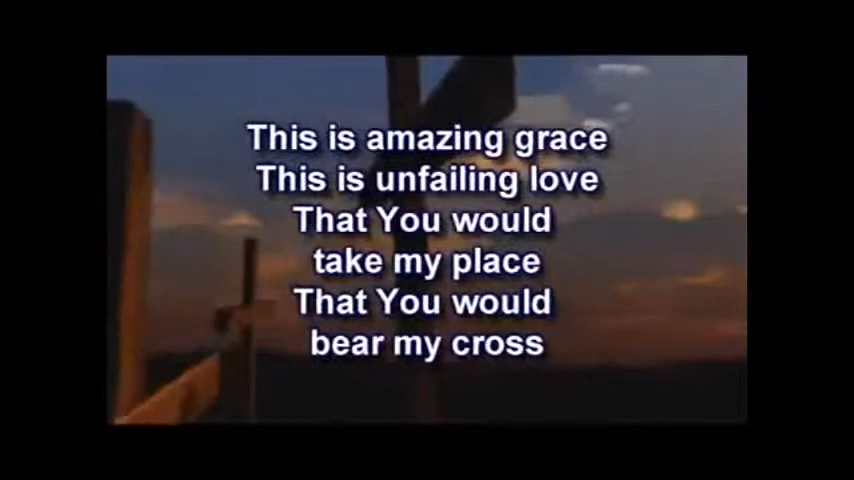 This is amazing grace
This is unfailing love
That You would
take my place
That You would
bear my cross